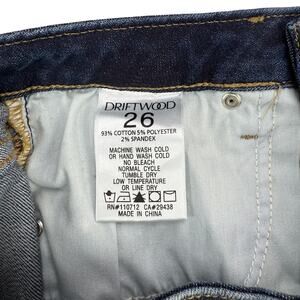 DRIFTWOOD
26
93% COTTON 5% POLYESTER
2% SPANDEX
MACHINE WASH COLD
OR HAND WASH COLD
NO BLEACH
NORMAL CYCLE
TUMBLE DRY
LOW TEMPERATURE
OR LINE DRY
RN#110712 CA#29438
MADE IN CHINA